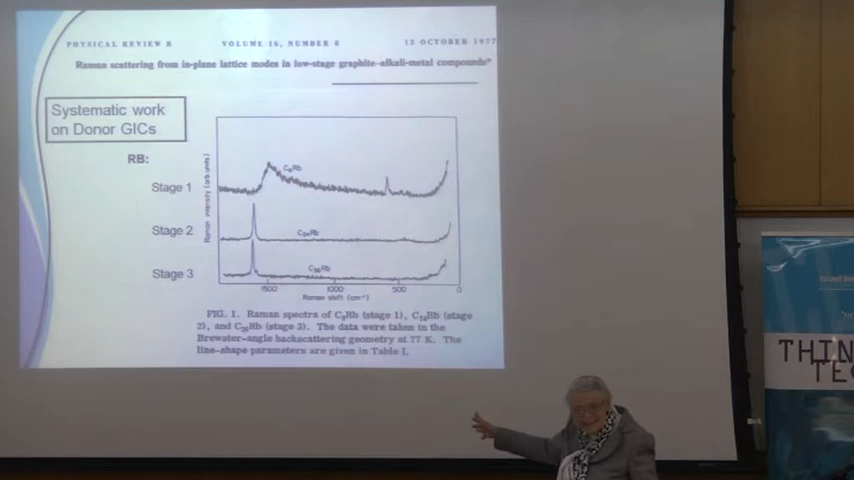 PHYSICAL REVIEW B VOLUME 16, NUMBER 8 15 OCTOBER 1977
Raman scattering from in-plane lattice modes in low-stage graphite-alkali-metal compounds*
Systematic work
on Donor GICs
RB:
Stage 1
Stage 2
Stage 3
Raman intensity (arb units)
C₈Rb
C₂₄Rb
C₃₆Rb
1500 1000 500 0
Raman shift (cm⁻¹)
FIG. 1. Raman spectra of C₈Rb (stage 1), C₂₄Rb (stage
2), and C₃₆Rb (stage 3). The data were taken in the
Brewster-angle backscattering geometry at 77 K. The
line-shape parameters are given in Table I.
THIN
TEC